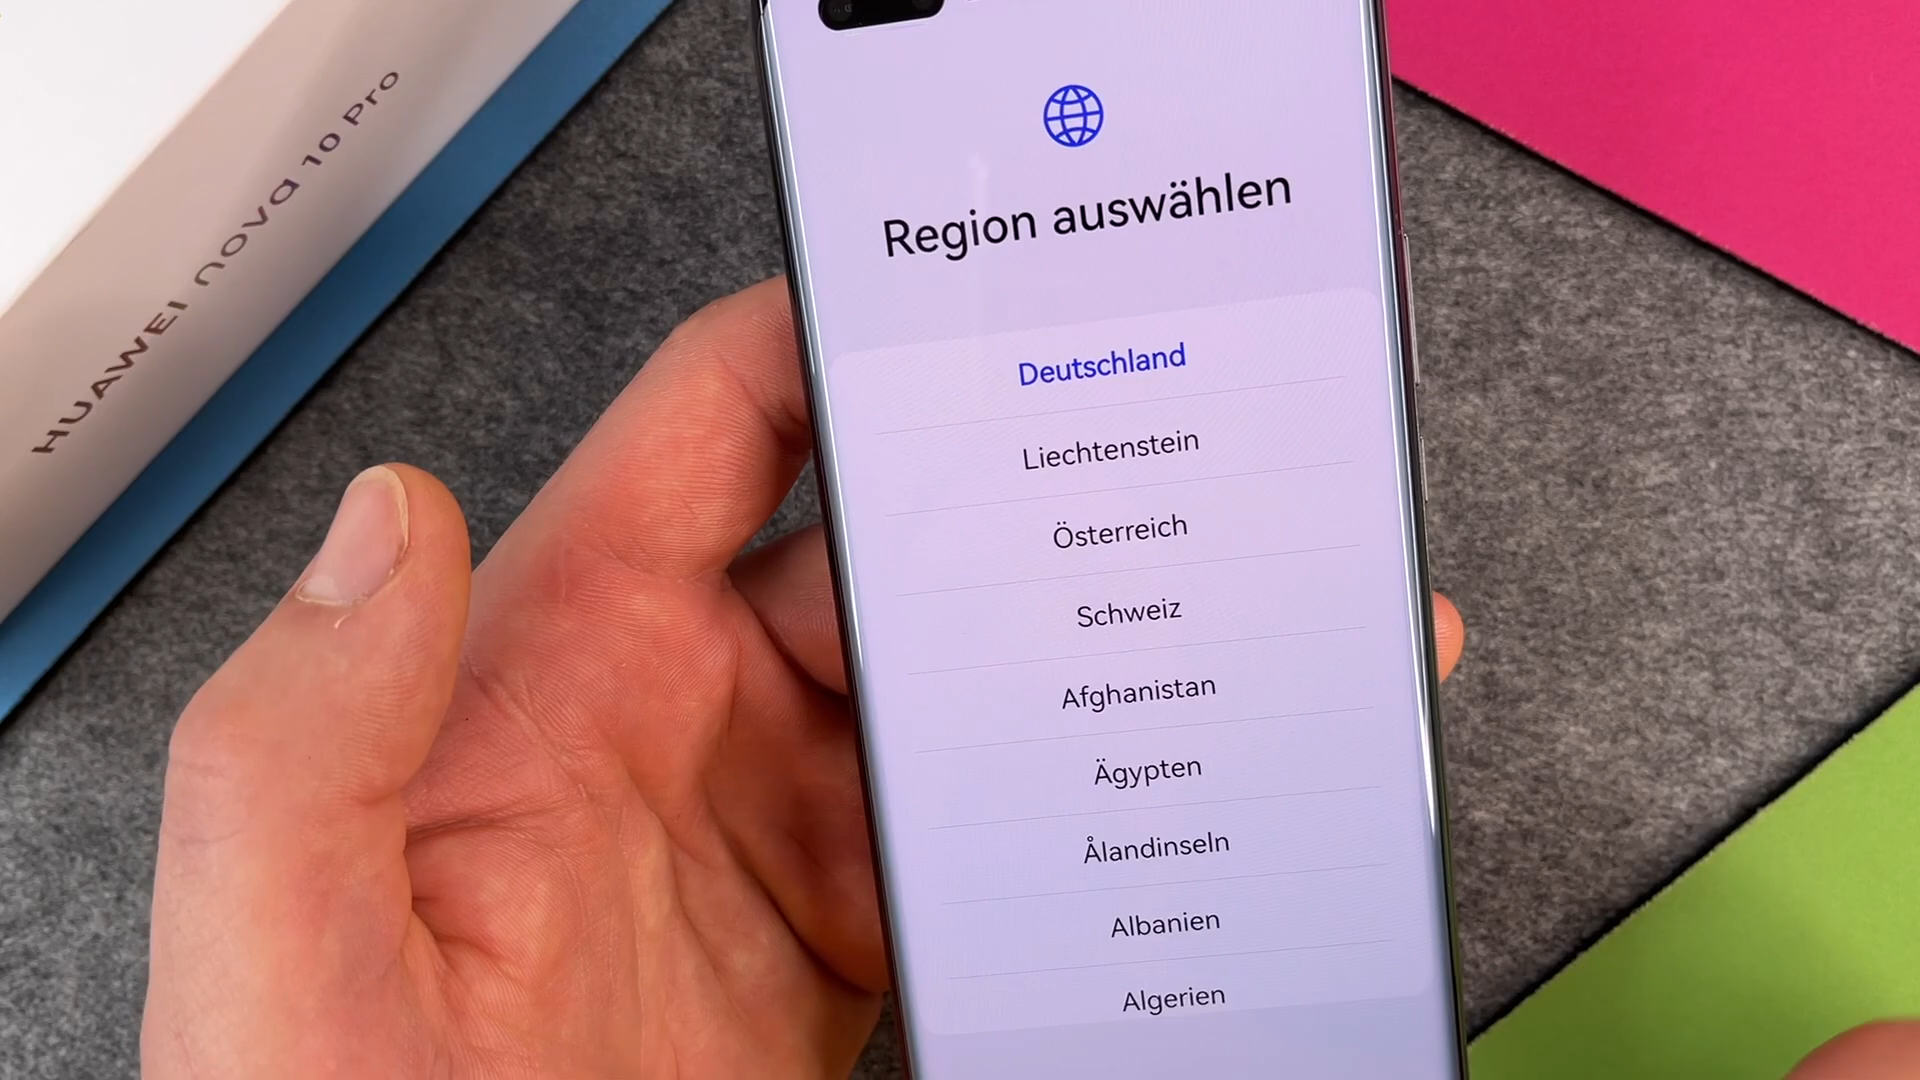 HUAWEI nova 10 Pro
Region auswählen
Deutschland
Liechtenstein
Österreich
Schweiz
Afghanistan
Ägypten
Ålandinseln
Albanien
Algerien